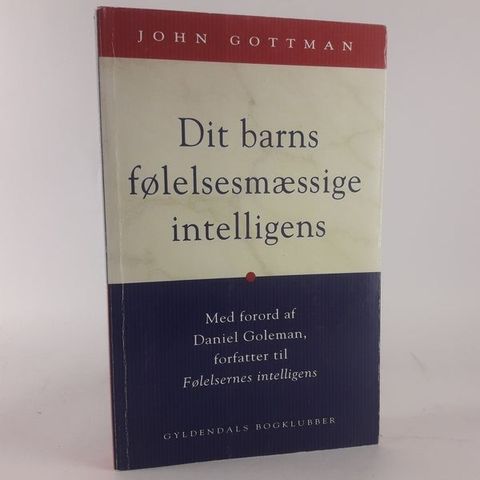 JOHN GOTTMAN
Dit barns
følelsesmæssige
intelligens
Med forord af
Daniel Goleman,
forfatter til
Følelsernes intelligens
GYLDENDALS BOGKLUBBER